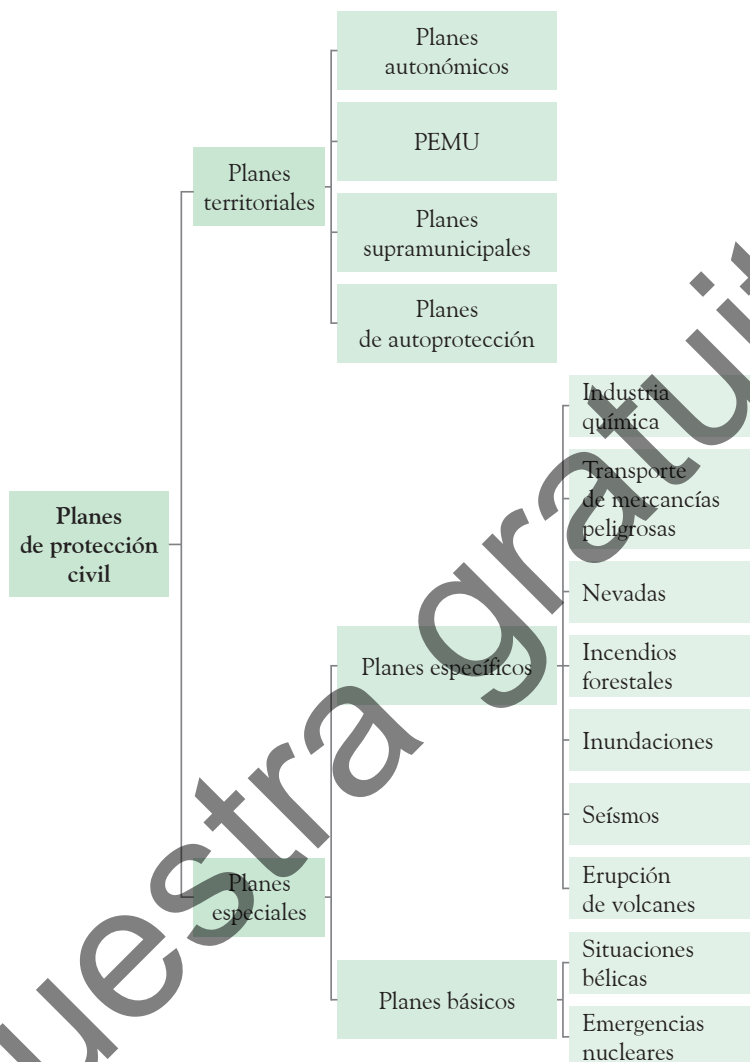 Planes
de protección
civil
Planes
territoriales
Planes
autonómicos
PEMU
Planes
supramunicipales
Planes
de autoprotección
Planes
especiales
Planes específicos
Industria
química
Transporte
de mercancías
peligrosas
Nevadas
Incendios
forestales
Inundaciones
Seísmos
Erupción
de volcanes
Planes básicos
Situaciones
bélicas
Emergencias
nucleares
uestra gratuit